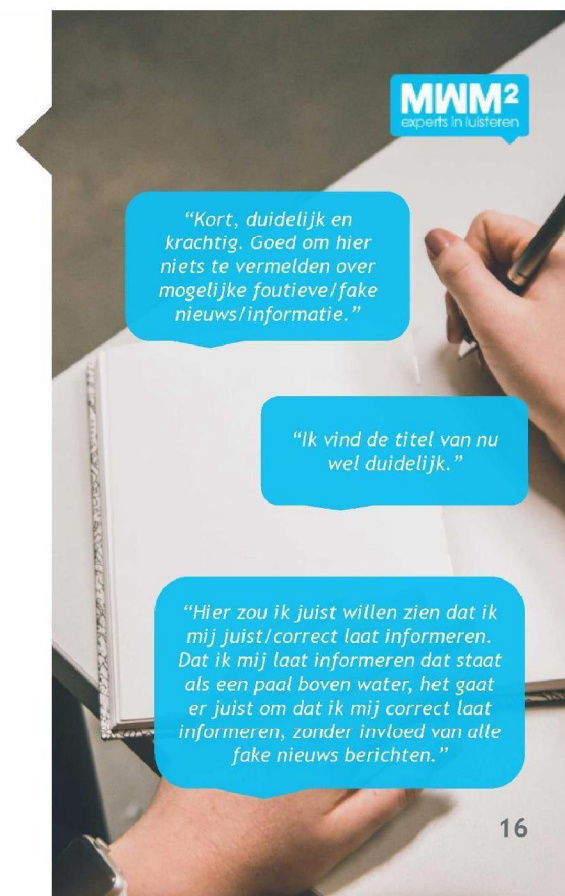 MWM²
experts in luisteren
“Kort, duidelijk en
krachtig. Goed om hier
niets te vermelden over
mogelijke foutieve/fake
nieuws/informatie.”
“Ik vind de titel van nu
wel duidelijk.”
“Hier zou ik juist willen zien dat ik
mij juist/correct laat informeren.
Dat ik mij laat informeren dat staat
als een paal boven water, het gaat
er juist om dat ik mij correct laat
informeren, zonder invloed van alle
fake nieuws berichten.”
16